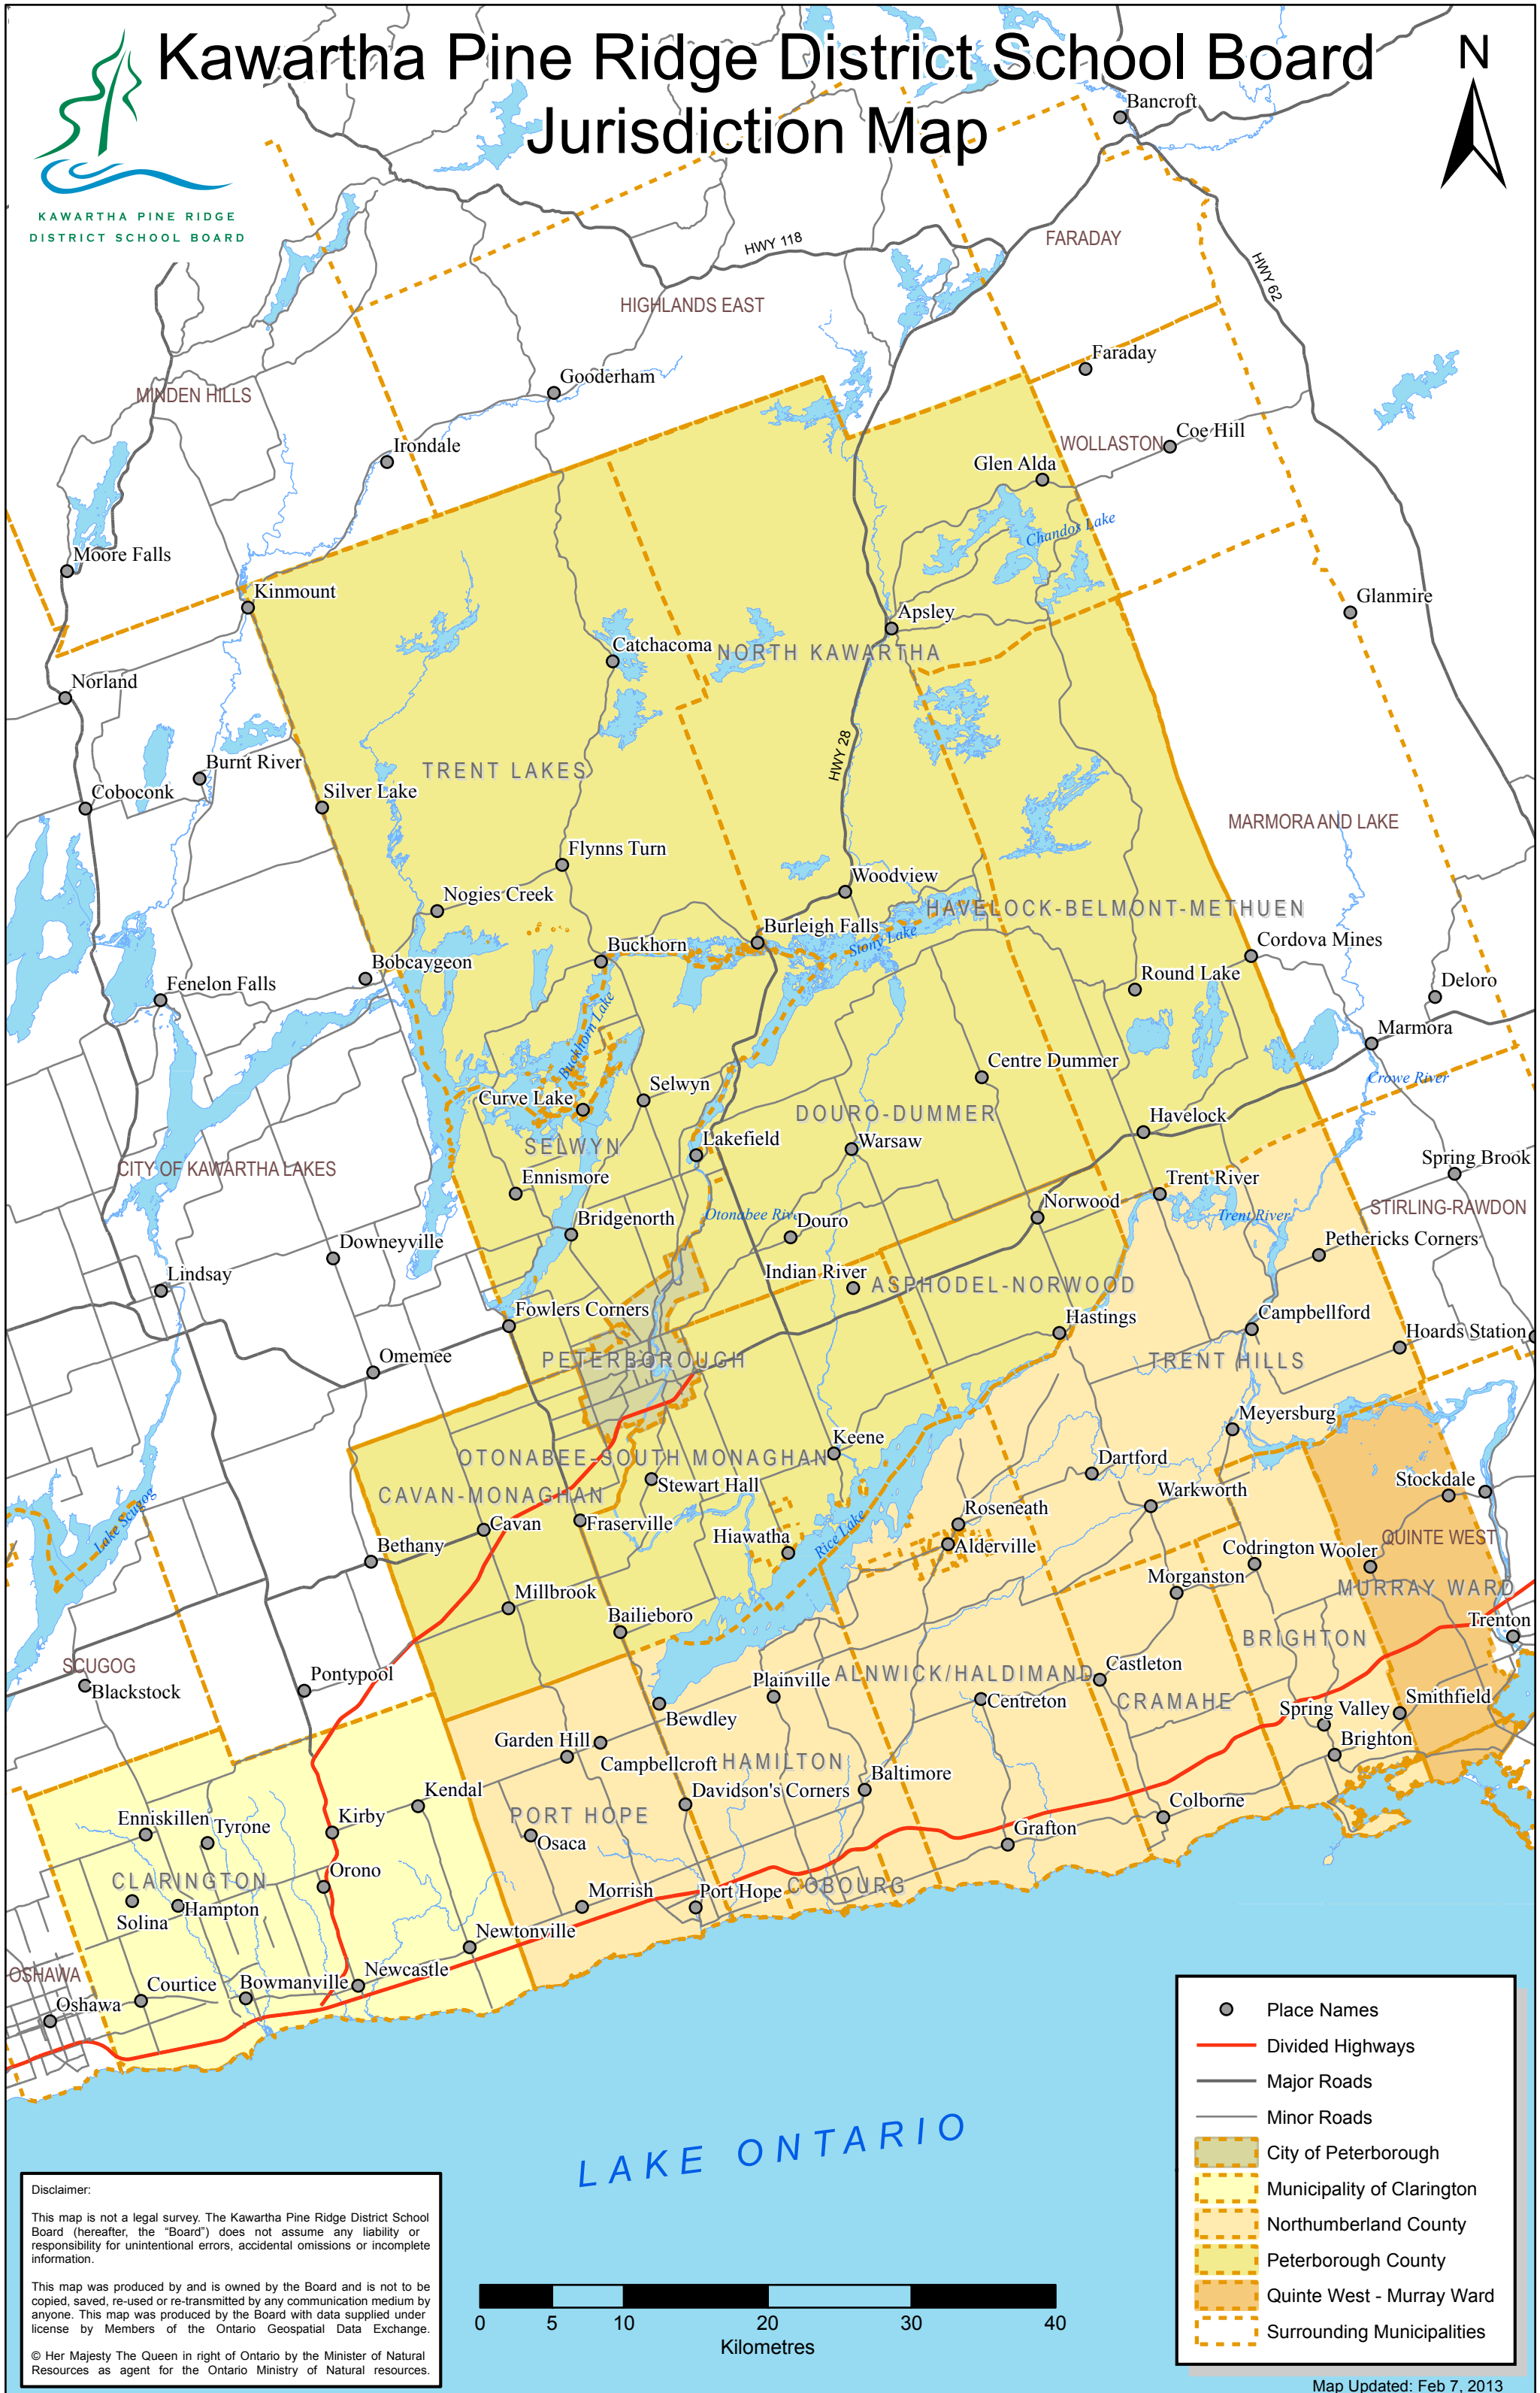 Kawartha Pine Ridge District School Board
Jurisdiction Map
N
KAWARTHA PINE RIDGE
DISTRICT SCHOOL BOARD
Bancroft
HWY 118
FARADAY
HWY 62
HIGHLANDS EAST
Faraday
Gooderham
MINDEN HILLS
Coe Hill
WOLLASTON
Irondale
Glen Alda
Chandos Lake
Moore Falls
Kinmount
Glanmire
Apsley
Catchacoma
NORTH KAWARTHA
Norland
HWY 28
Burnt River
TRENT LAKES
Silver Lake
Coboconk
MARMORA AND LAKE
Flynns Turn
Woodview
Nogies Creek
HAVELOCK-BELMONT-METHUEN
Burleigh Falls
Stony Lake
Buckhorn
Cordova Mines
Bobcaygeon
Round Lake
Fenelon Falls
Deloro
Buckhorn Lake
Marmora
Centre Dummer
Crowe River
Selwyn
Curve Lake
DOURO-DUMMER
Havelock
Lakefield
Warsaw
SELWYN
Spring Brook
CITY OF KAWARTHA LAKES
Ennismore
Trent River
Norwood
STIRLING-RAWDON
Otonabee River
Trent River
Bridgenorth
Douro
Downeyville
Pethericks Corners
Indian River
Lindsay
ASPHODEL-NORWOOD
Fowlers Corners
Hastings
Campbellford
Hoards Station
Omemee
PETERBOROUGH
TRENT HILLS
Meyersburg
Keene
OTONABEE-SOUTH MONAGHAN
Dartford
Stockdale
Stewart Hall
Warkworth
CAVAN-MONAGHAN
Lake Scugog
Roseneath
Cavan
Fraserville
Hiawatha
Rice Lake
QUINTE WEST
Alderville
Bethany
Codrington
Wooler
Morganston
MURRAY WARD
Millbrook
Bailieboro
Trenton
BRIGHTON
SCUGOG
Pontypool
Castleton
Blackstock
Plainville
ALNWICK/HALDIMAND
Centreton
CRAMAHE
Smithfield
Bewdley
Spring Valley
Garden Hill
Brighton
Campbellcroft
HAMILTON
Baltimore
Kendal
Davidson's Corners
Colborne
PORT HOPE
Enniskillen
Tyrone
Kirby
Grafton
Osaca
Orono
CLARINGTON
COBOURG
Morrish
Port Hope
Solina
Hampton
Newtonville
OSHAWA
Newcastle
Courtice
Bowmanville
Oshawa
LAKE ONTARIO
Place Names
Divided Highways
Major Roads
Minor Roads
City of Peterborough
Municipality of Clarington
Northumberland County
Peterborough County
Quinte West - Murray Ward
Surrounding Municipalities
Disclaimer:
This map is not a legal survey. The Kawartha Pine Ridge District School
Board (hereafter, the “Board”) does not assume any liability or
responsibility for unintentional errors, accidental omissions or incomplete
information.
This map was produced by and is owned by the Board and is not to be
copied, saved, re-used or re-transmitted by any communication medium by
anyone. This map was produced by the Board with data supplied under
license by Members of the Ontario Geospatial Data Exchange.
© Her Majesty The Queen in right of Ontario by the Minister of Natural
Resources as agent for the Ontario Ministry of Natural resources.
0 5 10 20 30 40
Kilometres
Map Updated: Feb 7, 2013